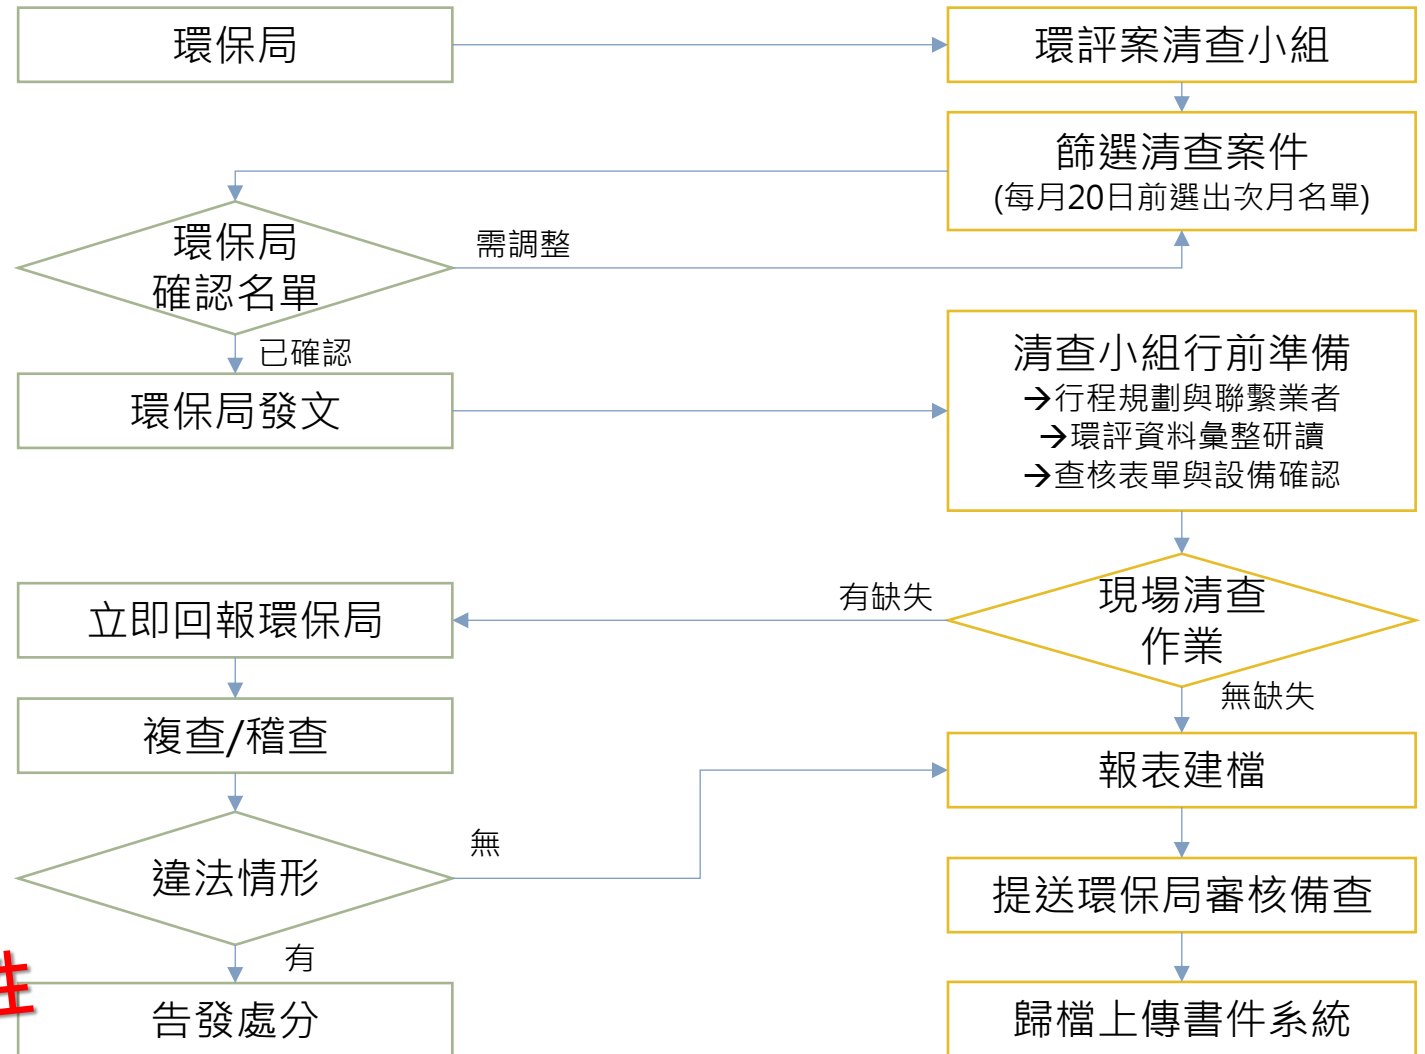 環保局
環評案清查小組
篩選清查案件
(每月20日前選出次月名單)
環保局
確認名單
需調整
已確認
環保局發文
清查小組行前準備
→行程規劃與聯繫業者
→環評資料彙整研讀
→查核表單與設備確認
現場清查
作業
有缺失
無缺失
立即回報環保局
複查/稽查
報表建檔
違法情形
無
有
提送環保局審核備查
告發處分
歸檔上傳書件系統